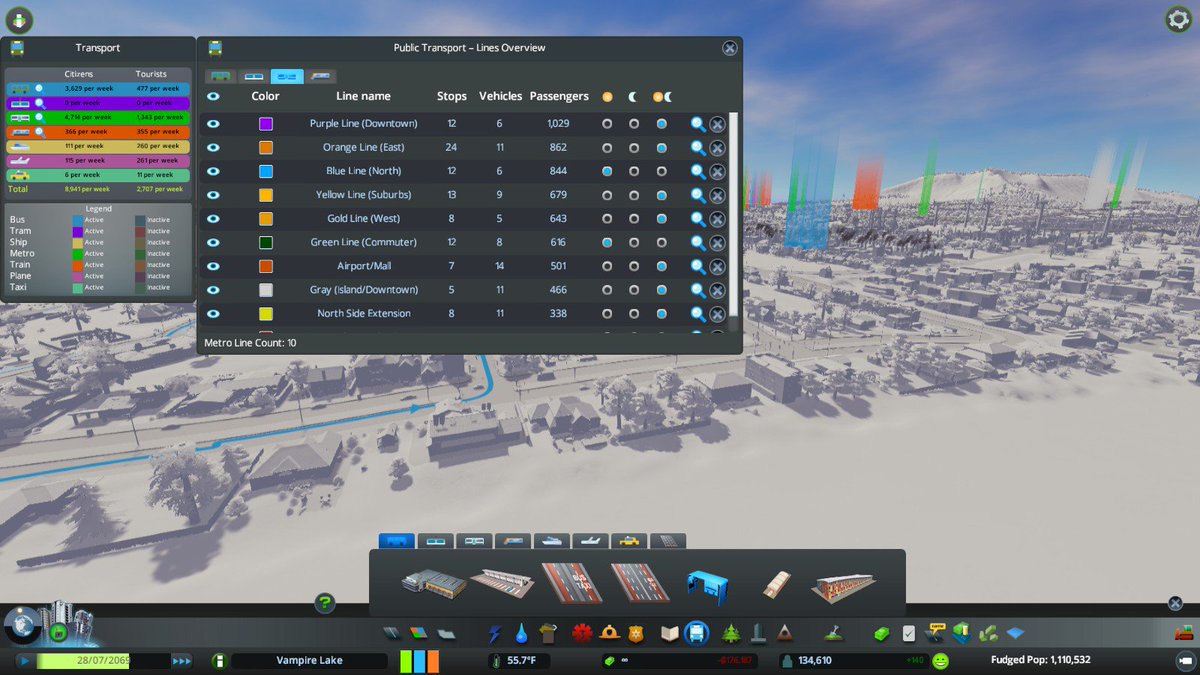 Transport
Citizens Tourists
3,629 per week 477 per week
0 per week 0 per week
4,714 per week 1,343 per week
366 per week 355 per week
111 per week 260 per week
115 per week 261 per week
6 per week 11 per week
Total 8,941 per week 2,707 per week
Legend
Bus Active Inactive
Tram Active Inactive
Ship Active Inactive
Metro Active Inactive
Train Active Inactive
Plane Active Inactive
Taxi Active Inactive
Public Transport – Lines Overview
Color Line name Stops Vehicles Passengers
Purple Line (Downtown) 12 6 1,029
Orange Line (East) 24 11 862
Blue Line (North) 12 6 844
Yellow Line (Suburbs) 13 9 679
Gold Line (West) 8 5 643
Green Line (Commuter) 12 8 616
Airport/Mall 7 14 501
Gray (Island/Downtown) 5 11 466
North Side Extension 8 11 338
Metro Line Count: 10
?
28/07/2069
Vampire Lake
55.7°F
∞
134,610
+140
Fudged Pop: 1,110,532